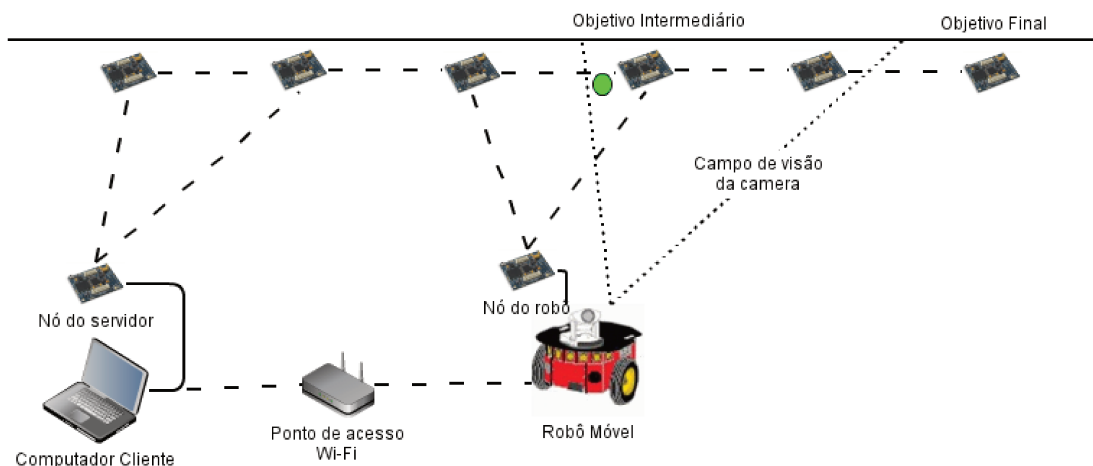 Objetivo Intermediário
Objetivo Final
Campo de visão
da camera
Nó do servidor
Nó do robô
Ponto de acesso
Wi-Fi
Robô Móvel
Computador Cliente